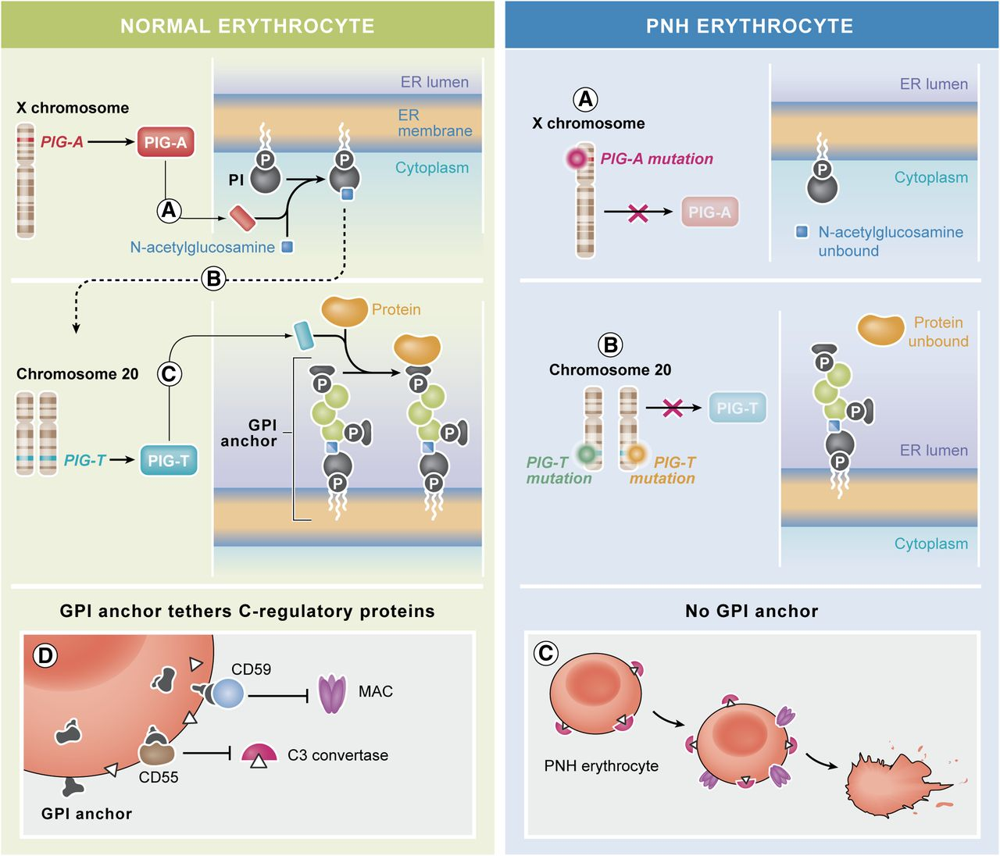 NORMAL ERYTHROCYTE
ER lumen
X chromosome
ER
membrane
PIG-A
PIG-A
P
P
Cytoplasm
PI
A
N-acetylglucosamine
B
Protein
Chromosome 20
C
P
P
GPI
anchor
P
P
PIG-T
PIG-T
P
P
GPI anchor tethers C-regulatory proteins
D
CD59
MAC
C3 convertase
CD55
GPI anchor
PNH ERYTHROCYTE
ER lumen
A
X chromosome
PIG-A mutation
P
Cytoplasm
PIG-A
N-acetylglucosamine
unbound
Protein
unbound
B
P
Chromosome 20
PIG-T
P
ER lumen
PIG-T
mutation
PIG-T
mutation
P
Cytoplasm
No GPI anchor
C
PNH erythrocyte